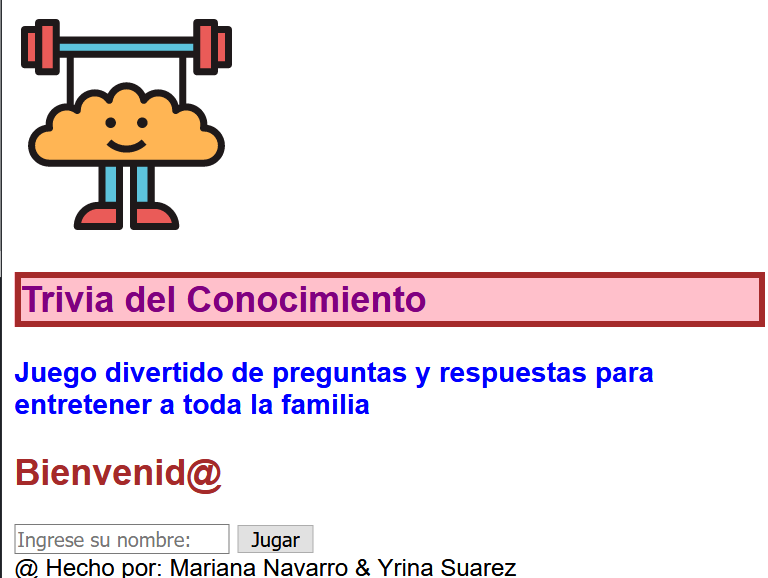 Trivia del Conocimiento
Juego divertido de preguntas y respuestas para
entretener a toda la familia
Bienvenid@
Ingrese su nombre: Jugar
@ Hecho por: Mariana Navarro & Yrina Suarez